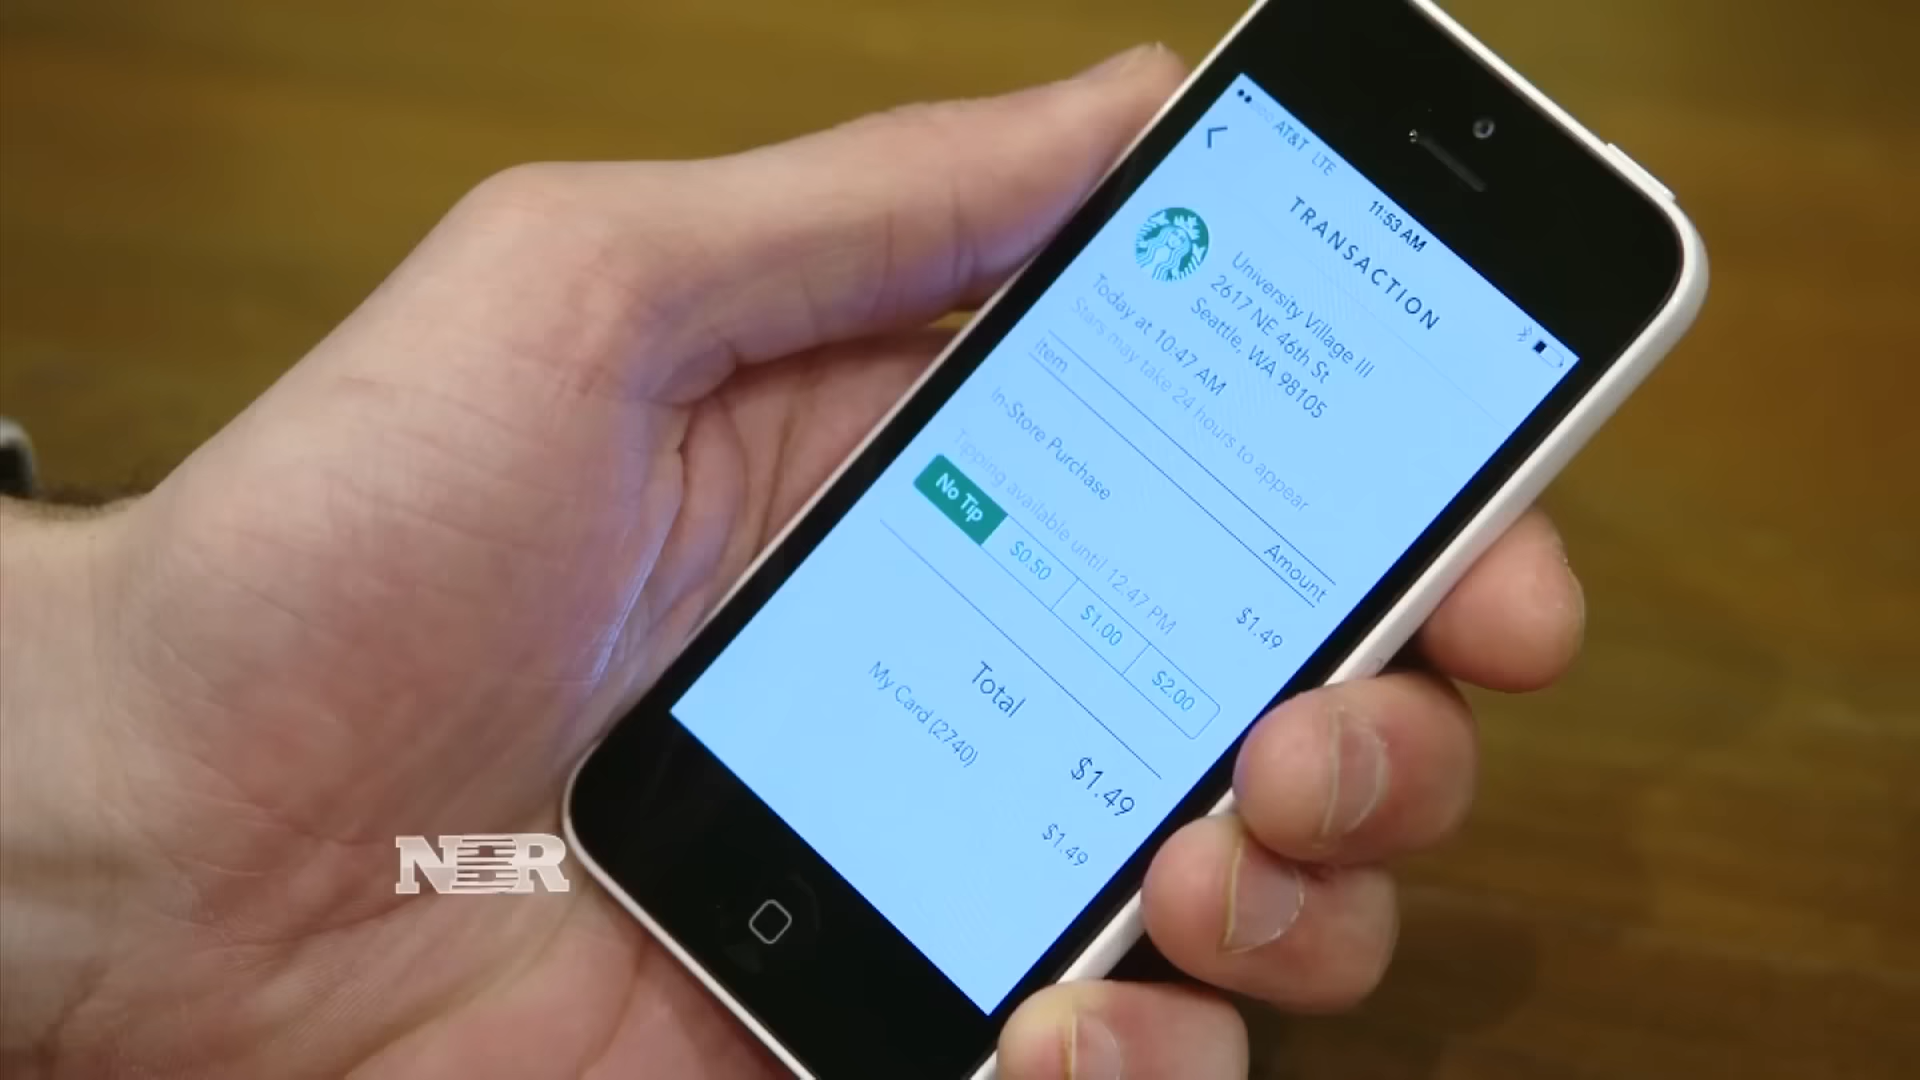 AT&T LTE 11:53 AM
TRANSACTION
University Village III
2617 NE 46th St
Seattle, WA 98105
Today at 10:47 AM
Stars may take 24 hours to appear
Item Amount
In-Store Purchase $1.49
Tipping available until 12:47 PM
No Tip $0.50 $1.00 $2.00
Total $1.49
My Card (2740) $1.49
NBR